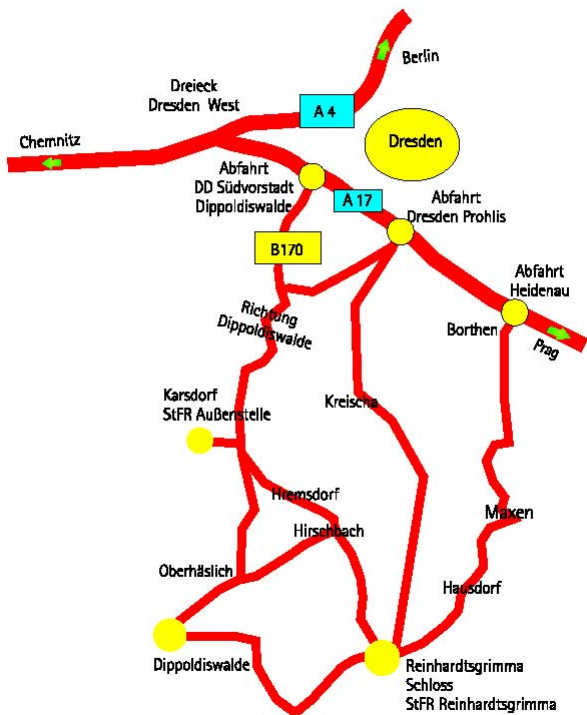 Berlin
Dreieck
Dresden West
A 4
Chemnitz
Dresden
Abfahrt
DD Südvorstadt
Dippoldiswalde
A 17
Abfahrt
Dresden Prohlis
B170
Abfahrt
Heidenau
Richtung
Dippoldiswalde
Borthen
Prag
Karsdorf
StFR Außenstelle
Kreischa
Hremsdorf
Hirschbach
Maxen
Oberhäslich
Hausdorf
Dippoldiswalde
Reinhardtsgrimma
Schloss
StFR Reinhardtsgrimma